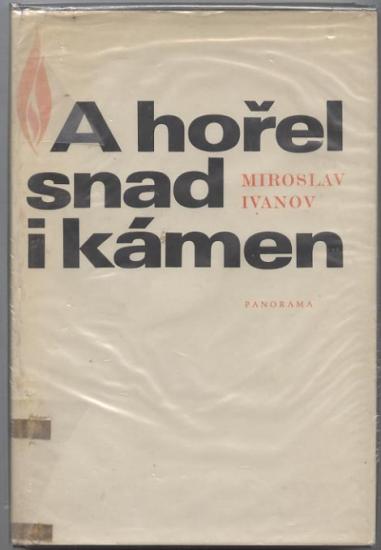 A hořel
snad
MIROSLAV
IVANOV
i kámen
PANORAMA